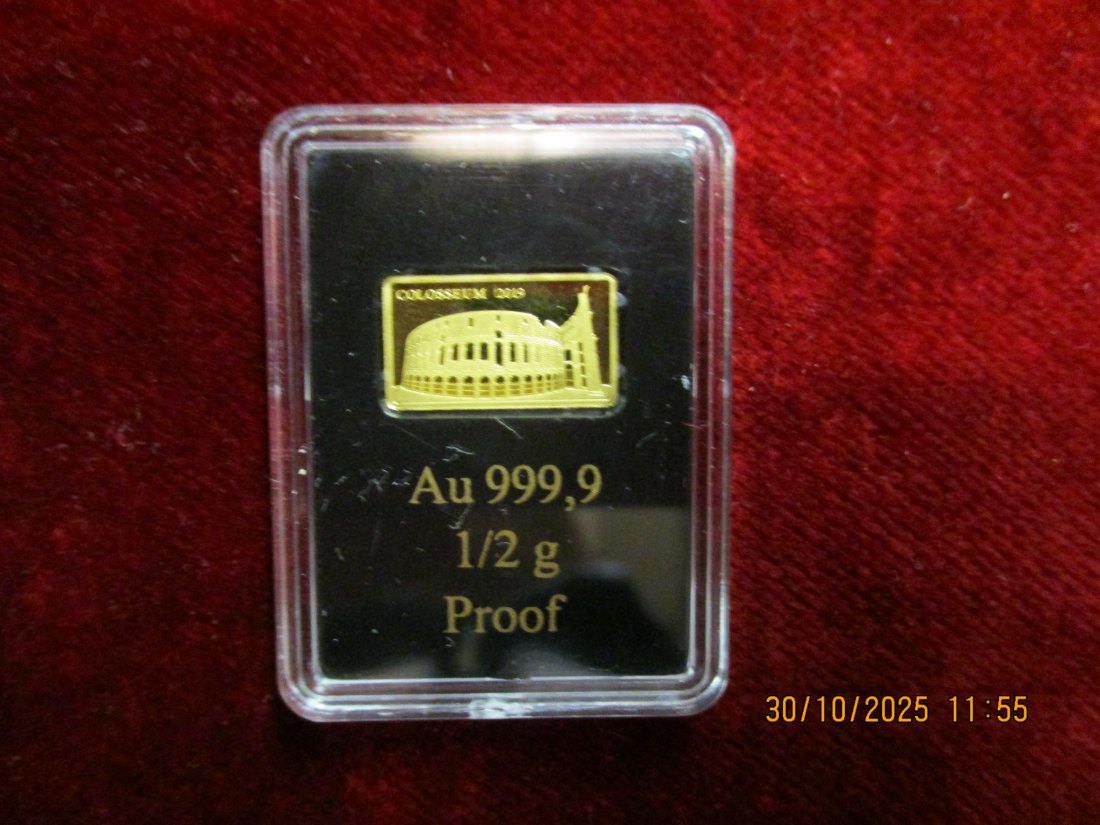 COLOSSEUM 2019
Au 999,9
1/2 g
Proof
30/10/2025 11:55